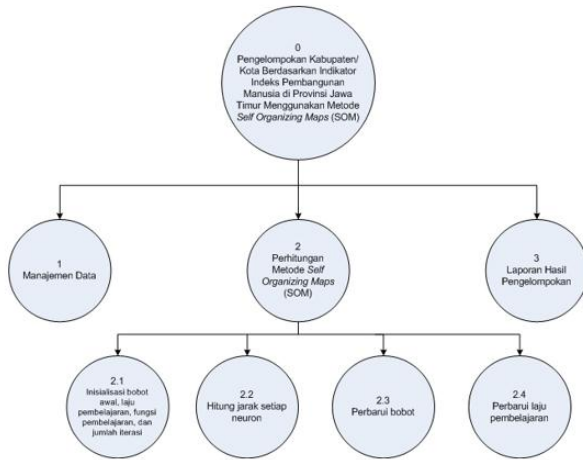 0
Pengelompokan Kabupaten/
Kota Berdasarkan Indikator
Indeks Pembangunan
Manusia di Provinsi Jawa
Timur Menggunakan Metode
Self Organizing Maps (SOM)
1
Manajemen Data
2
Perhitungan
Metode Self
Organizing Maps
(SOM)
3
Laporan Hasil
Pengelompokan
2.1
Inisialisasi bobot
awal, laju
pembelajaran, fungsi
pembelajaran, dan
jumlah iterasi
2.2
Hitung jarak setiap
neuron
2.3
Perbarui bobot
2.4
Perbarui laju
pembelajaran